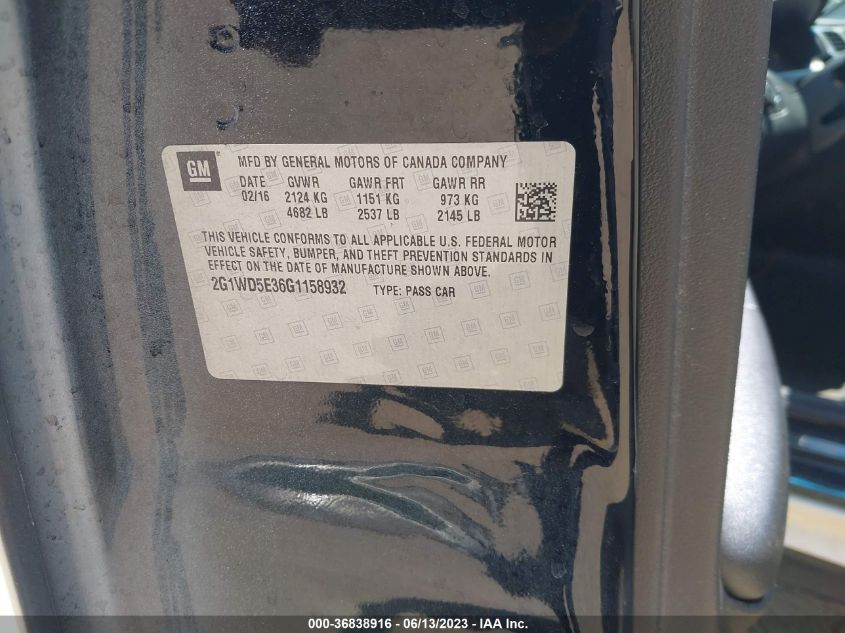 GM
MFD BY GENERAL MOTORS OF CANADA COMPANY
DATE GVWR GAWR FRT GAWR RR
02/16 2124 KG 1151 KG 973 KG
4682 LB 2537 LB 2145 LB
THIS VEHICLE CONFORMS TO ALL APPLICABLE U.S. FEDERAL MOTOR
VEHICLE SAFETY, BUMPER, AND THEFT PREVENTION STANDARDS IN
EFFECT ON THE DATE OF MANUFACTURE SHOWN ABOVE.
2G1WD5E36G1158932 TYPE: PASS CAR
000-36838916 - 06/13/2023 - IAA Inc.